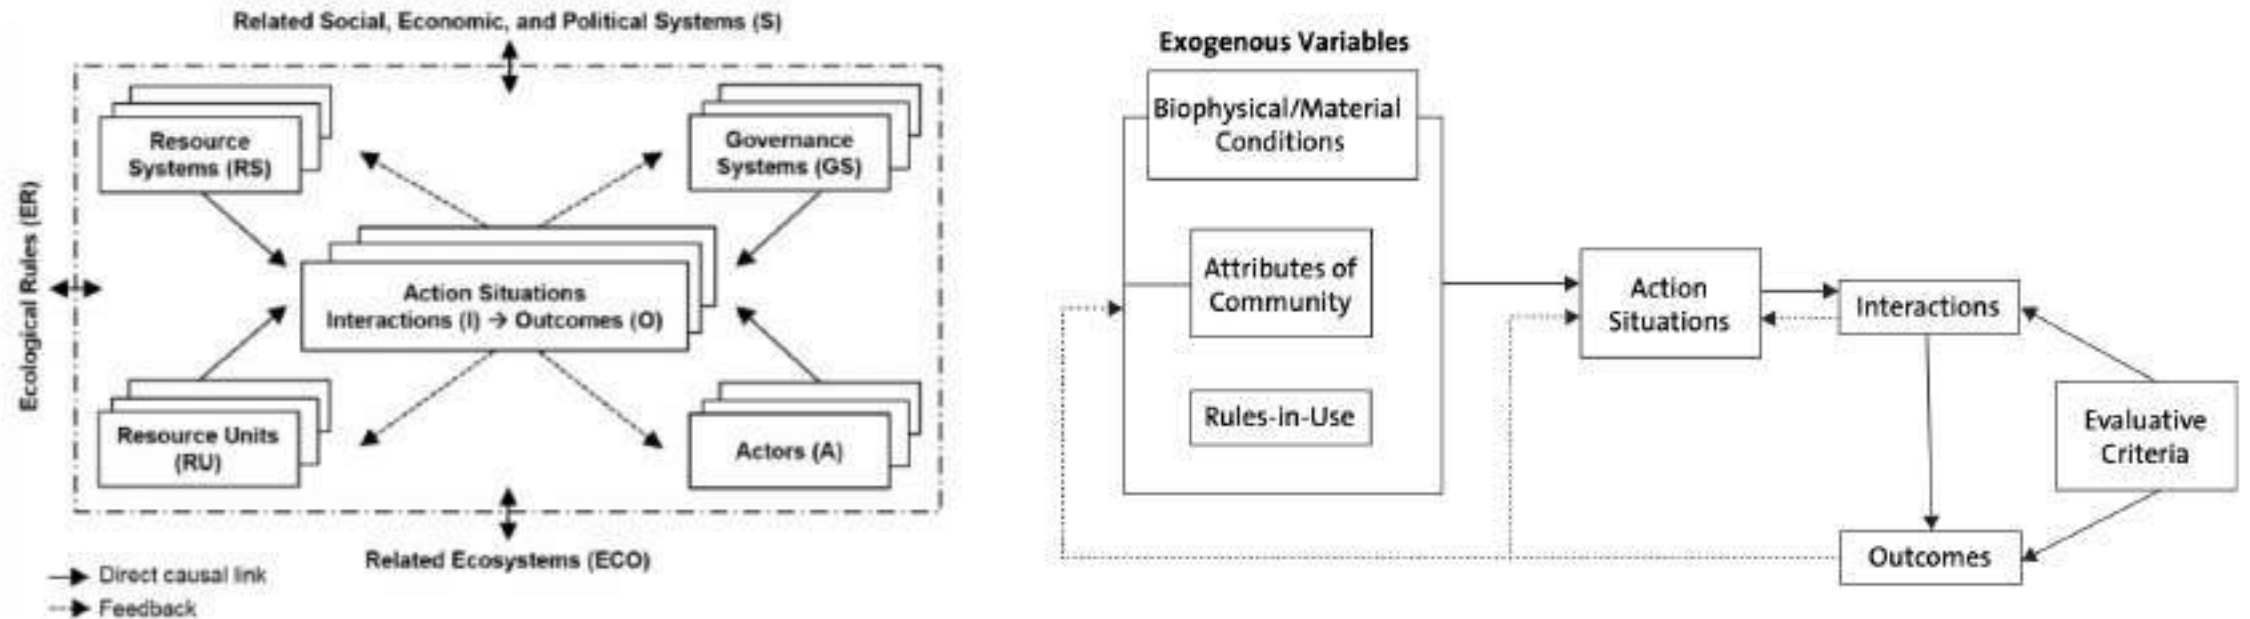 Related Social, Economic, and Political Systems (S)
Resource
Systems (RS)
Governance
Systems (GS)
Ecological Rules (ER)
Action Situations
Interactions (I) → Outcomes (O)
Resource Units
(RU)
Actors (A)
Related Ecosystems (ECO)
Direct causal link
Feedback
Exogenous Variables
Biophysical/Material
Conditions
Attributes of
Community
Rules-in-Use
Action
Situations
Interactions
Evaluative
Criteria
Outcomes